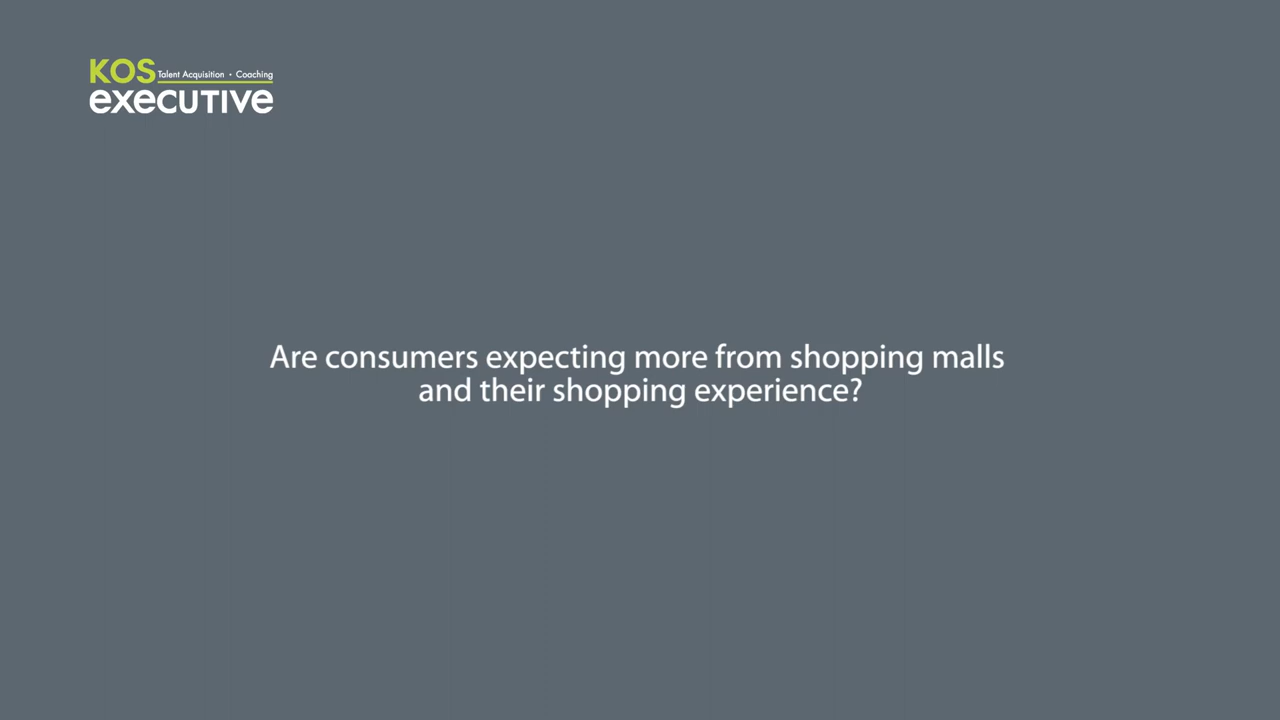 KOS Talent Acquisition • Coaching
executive
Are consumers expecting more from shopping malls
and their shopping experience?